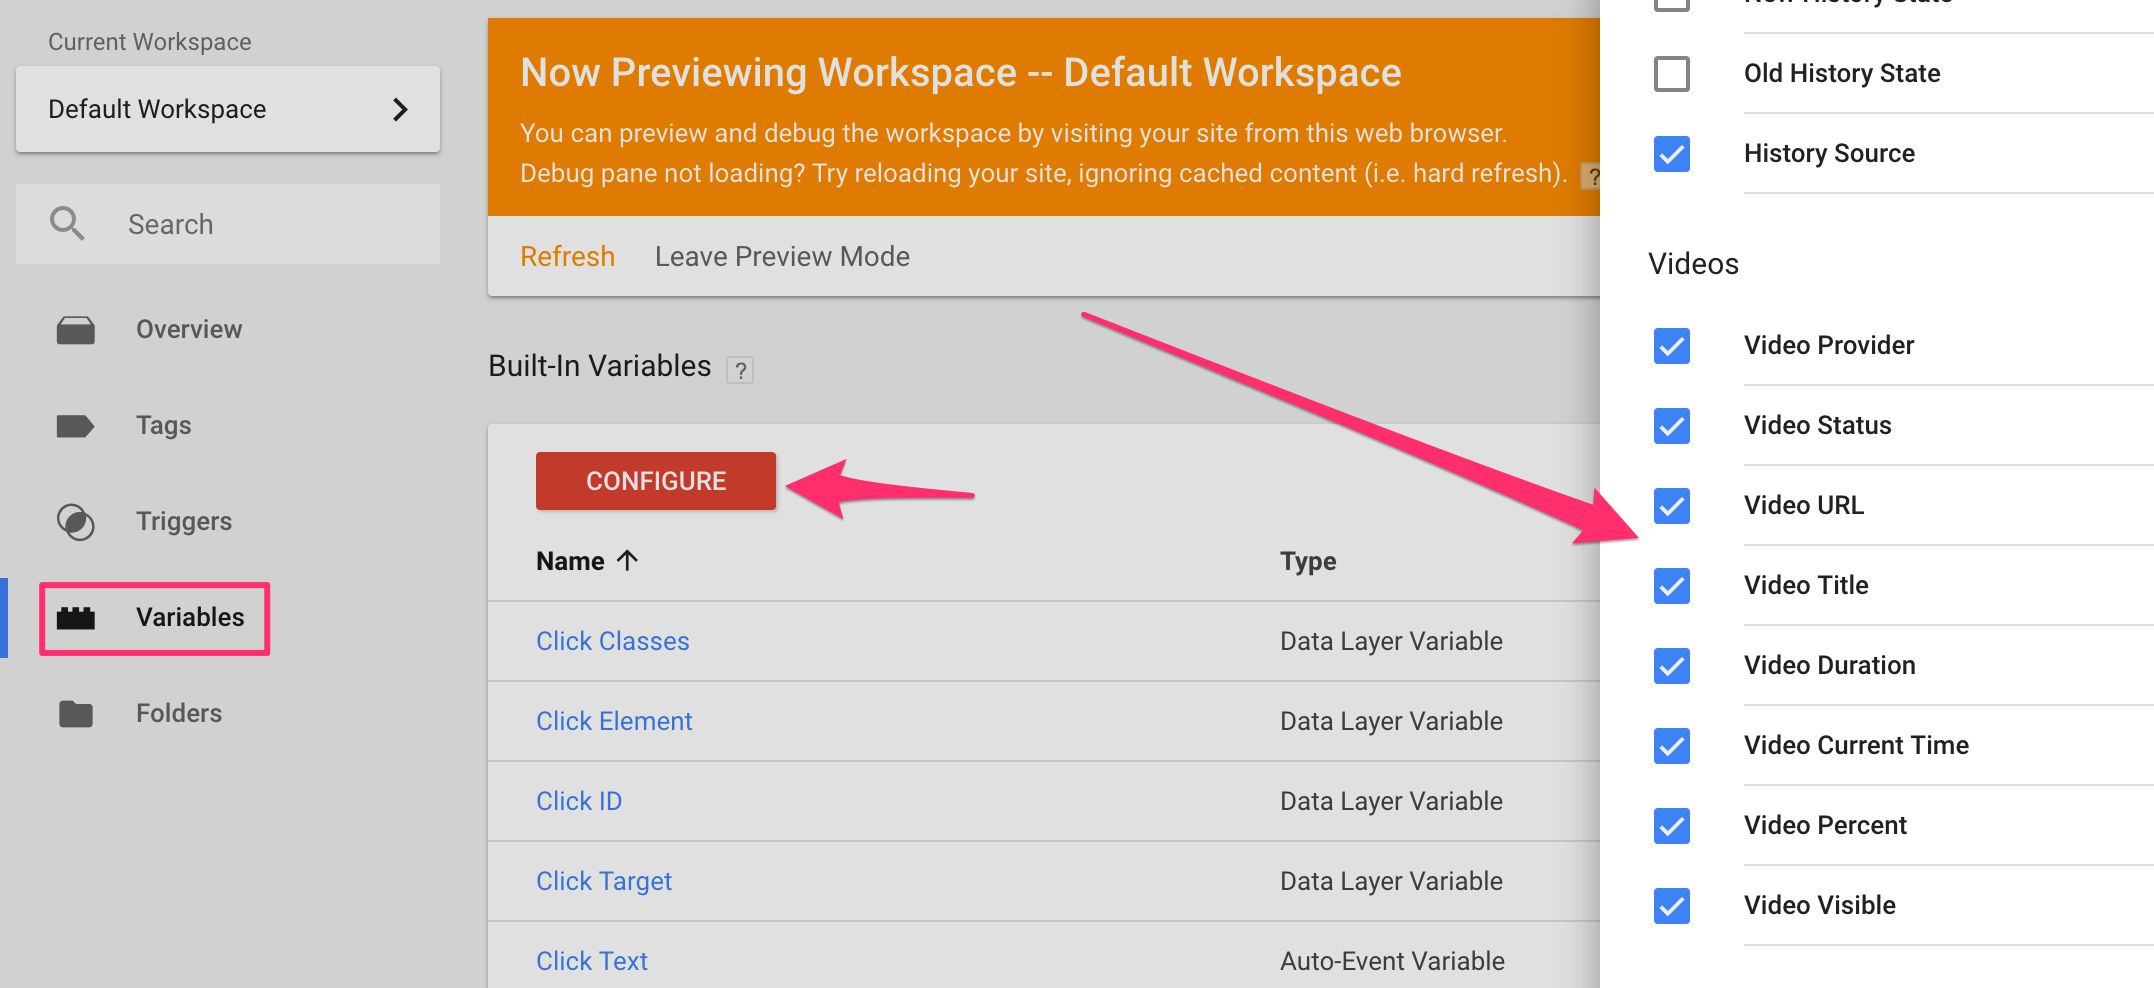 Current Workspace
Default Workspace
Search
Overview
Tags
Triggers
Variables
Folders
Now Previewing Workspace -- Default Workspace
You can preview and debug the workspace by visiting your site from this web browser.
Debug pane not loading? Try reloading your site, ignoring cached content (i.e. hard refresh). ?
Refresh Leave Preview Mode
Built-In Variables ?
CONFIGURE
Name Type
Click Classes Data Layer Variable
Click Element Data Layer Variable
Click ID Data Layer Variable
Click Target Data Layer Variable
Click Text Auto-Event Variable
History State
Old History State
History Source
Videos
Video Provider
Video Status
Video URL
Video Title
Video Duration
Video Current Time
Video Percent
Video Visible